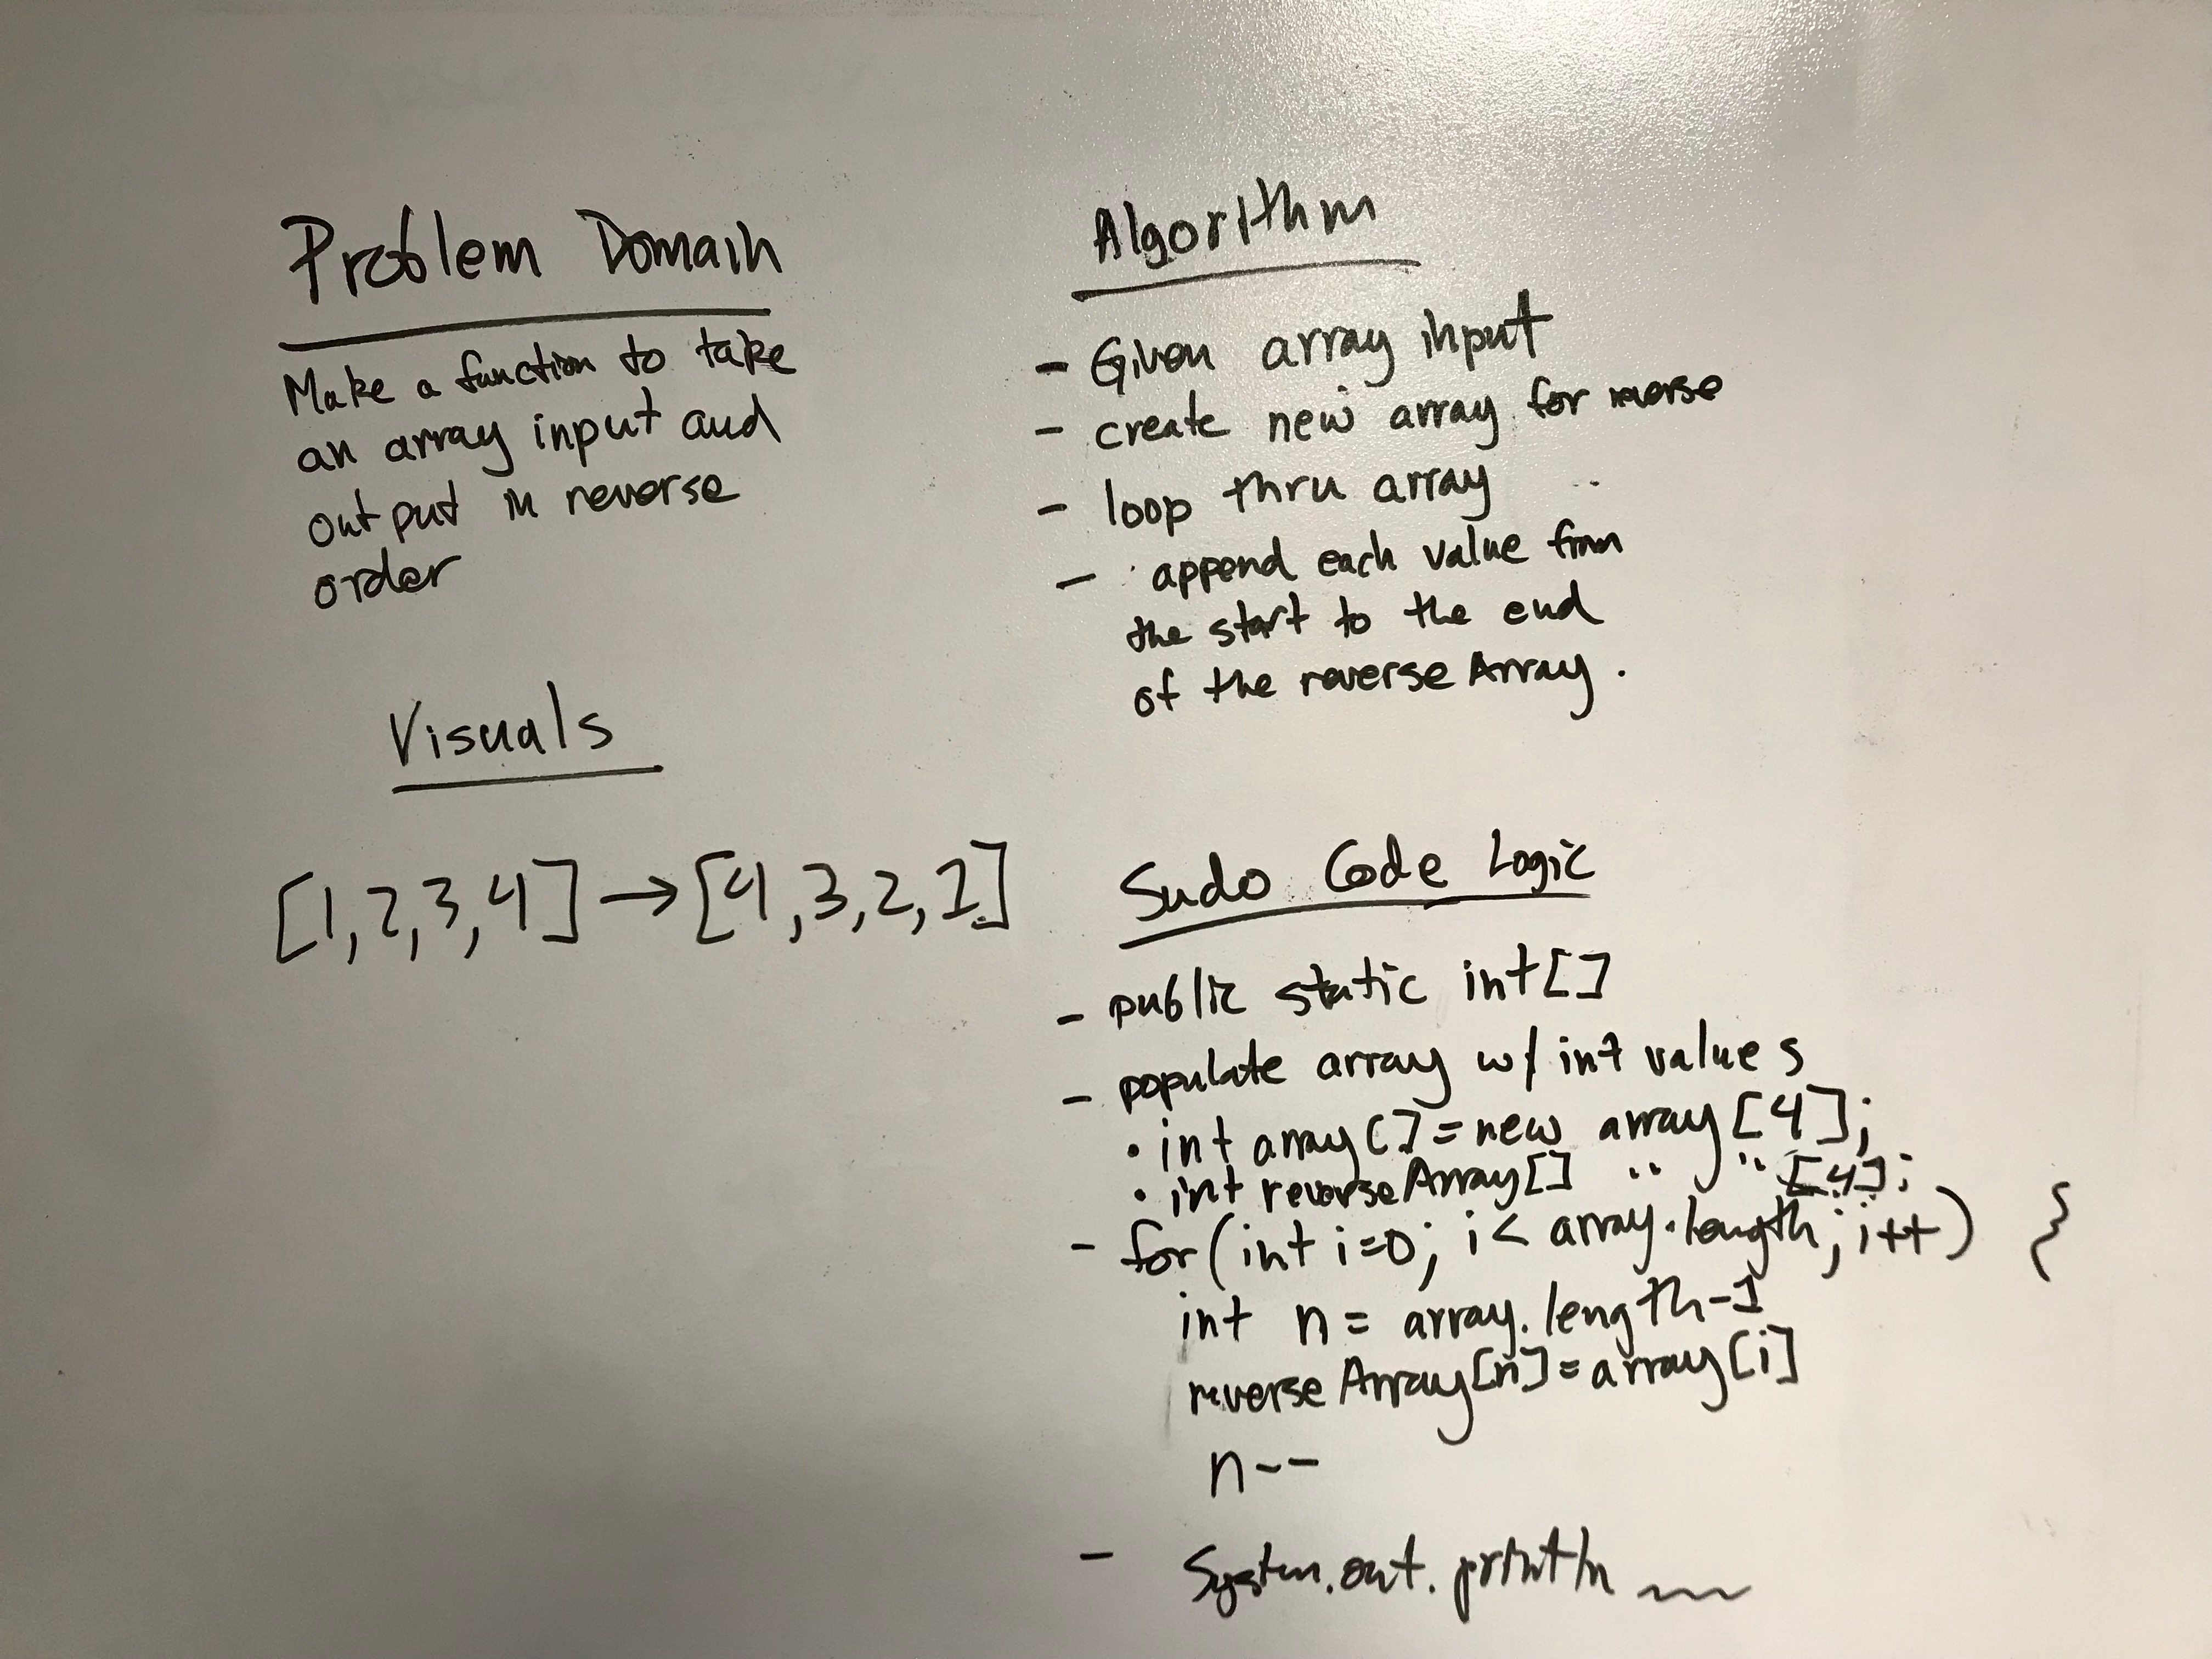 Problem Domain
Make a function to take
an array input and
output in reverse
order
Visuals
[1,2,3,4] → [4,3,2,1]
Algorithm
- Given array input
- create new array for reverse
- loop thru array
- append each value from
the start to the end
of the reverseArray.
Sudo Code Logic
- public static int[]
- populate array w/ int values
• int array[] = new array[4];
• int reverseArray[] " " [4];
- for(int i=0; i< array.length; i++) {
int n = array.length-1
reverseArray[n] = array[i]
n--
- System.out.println